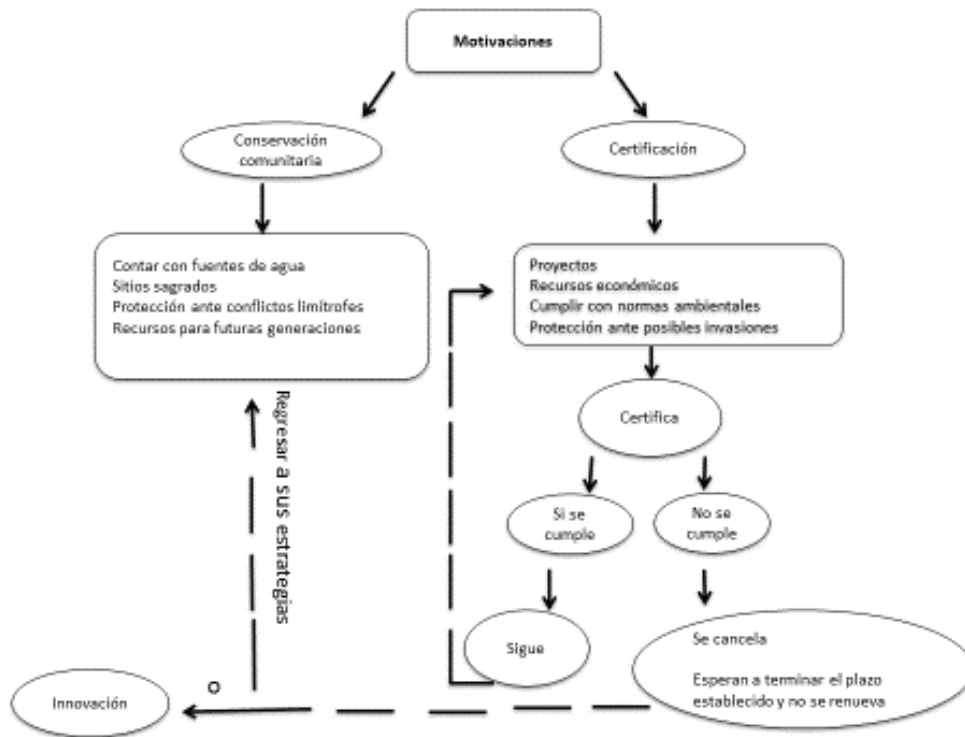 Motivaciones
Conservación
comunitaria
Certificación
Contar con fuentes de agua
Sitios sagrados
Protección ante conflictos limítrofes
Recursos para futuras generaciones
Proyectos
Recursos económicos
Cumplir con normas ambientales
Protección ante posibles invasiones
Regresar a sus estrategias
Certifica
Si se
cumple
No se
cumple
Sigue
Se cancela
Esperan a terminar el plazo
establecido y no se renueva
O
Innovación